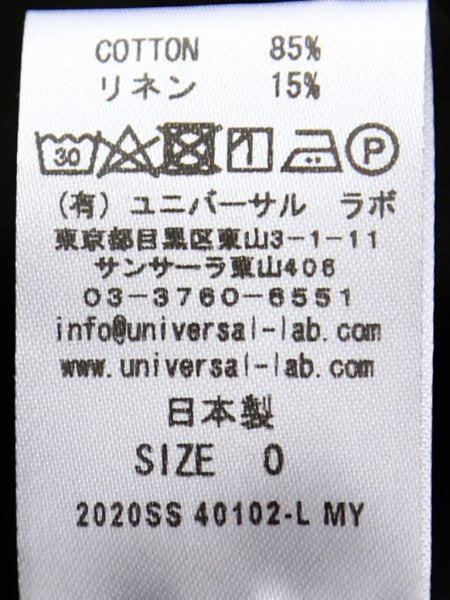 COTTON 85%
リネン 15%
30 P
(有) ユニバーサル ラボ
東京都目黒区東山3-1-11
サンサーラ東山406
03-3760-6551
info@universal-lab.com
www.universal-lab.com
日本製
SIZE 0
2020SS 40102-L MY